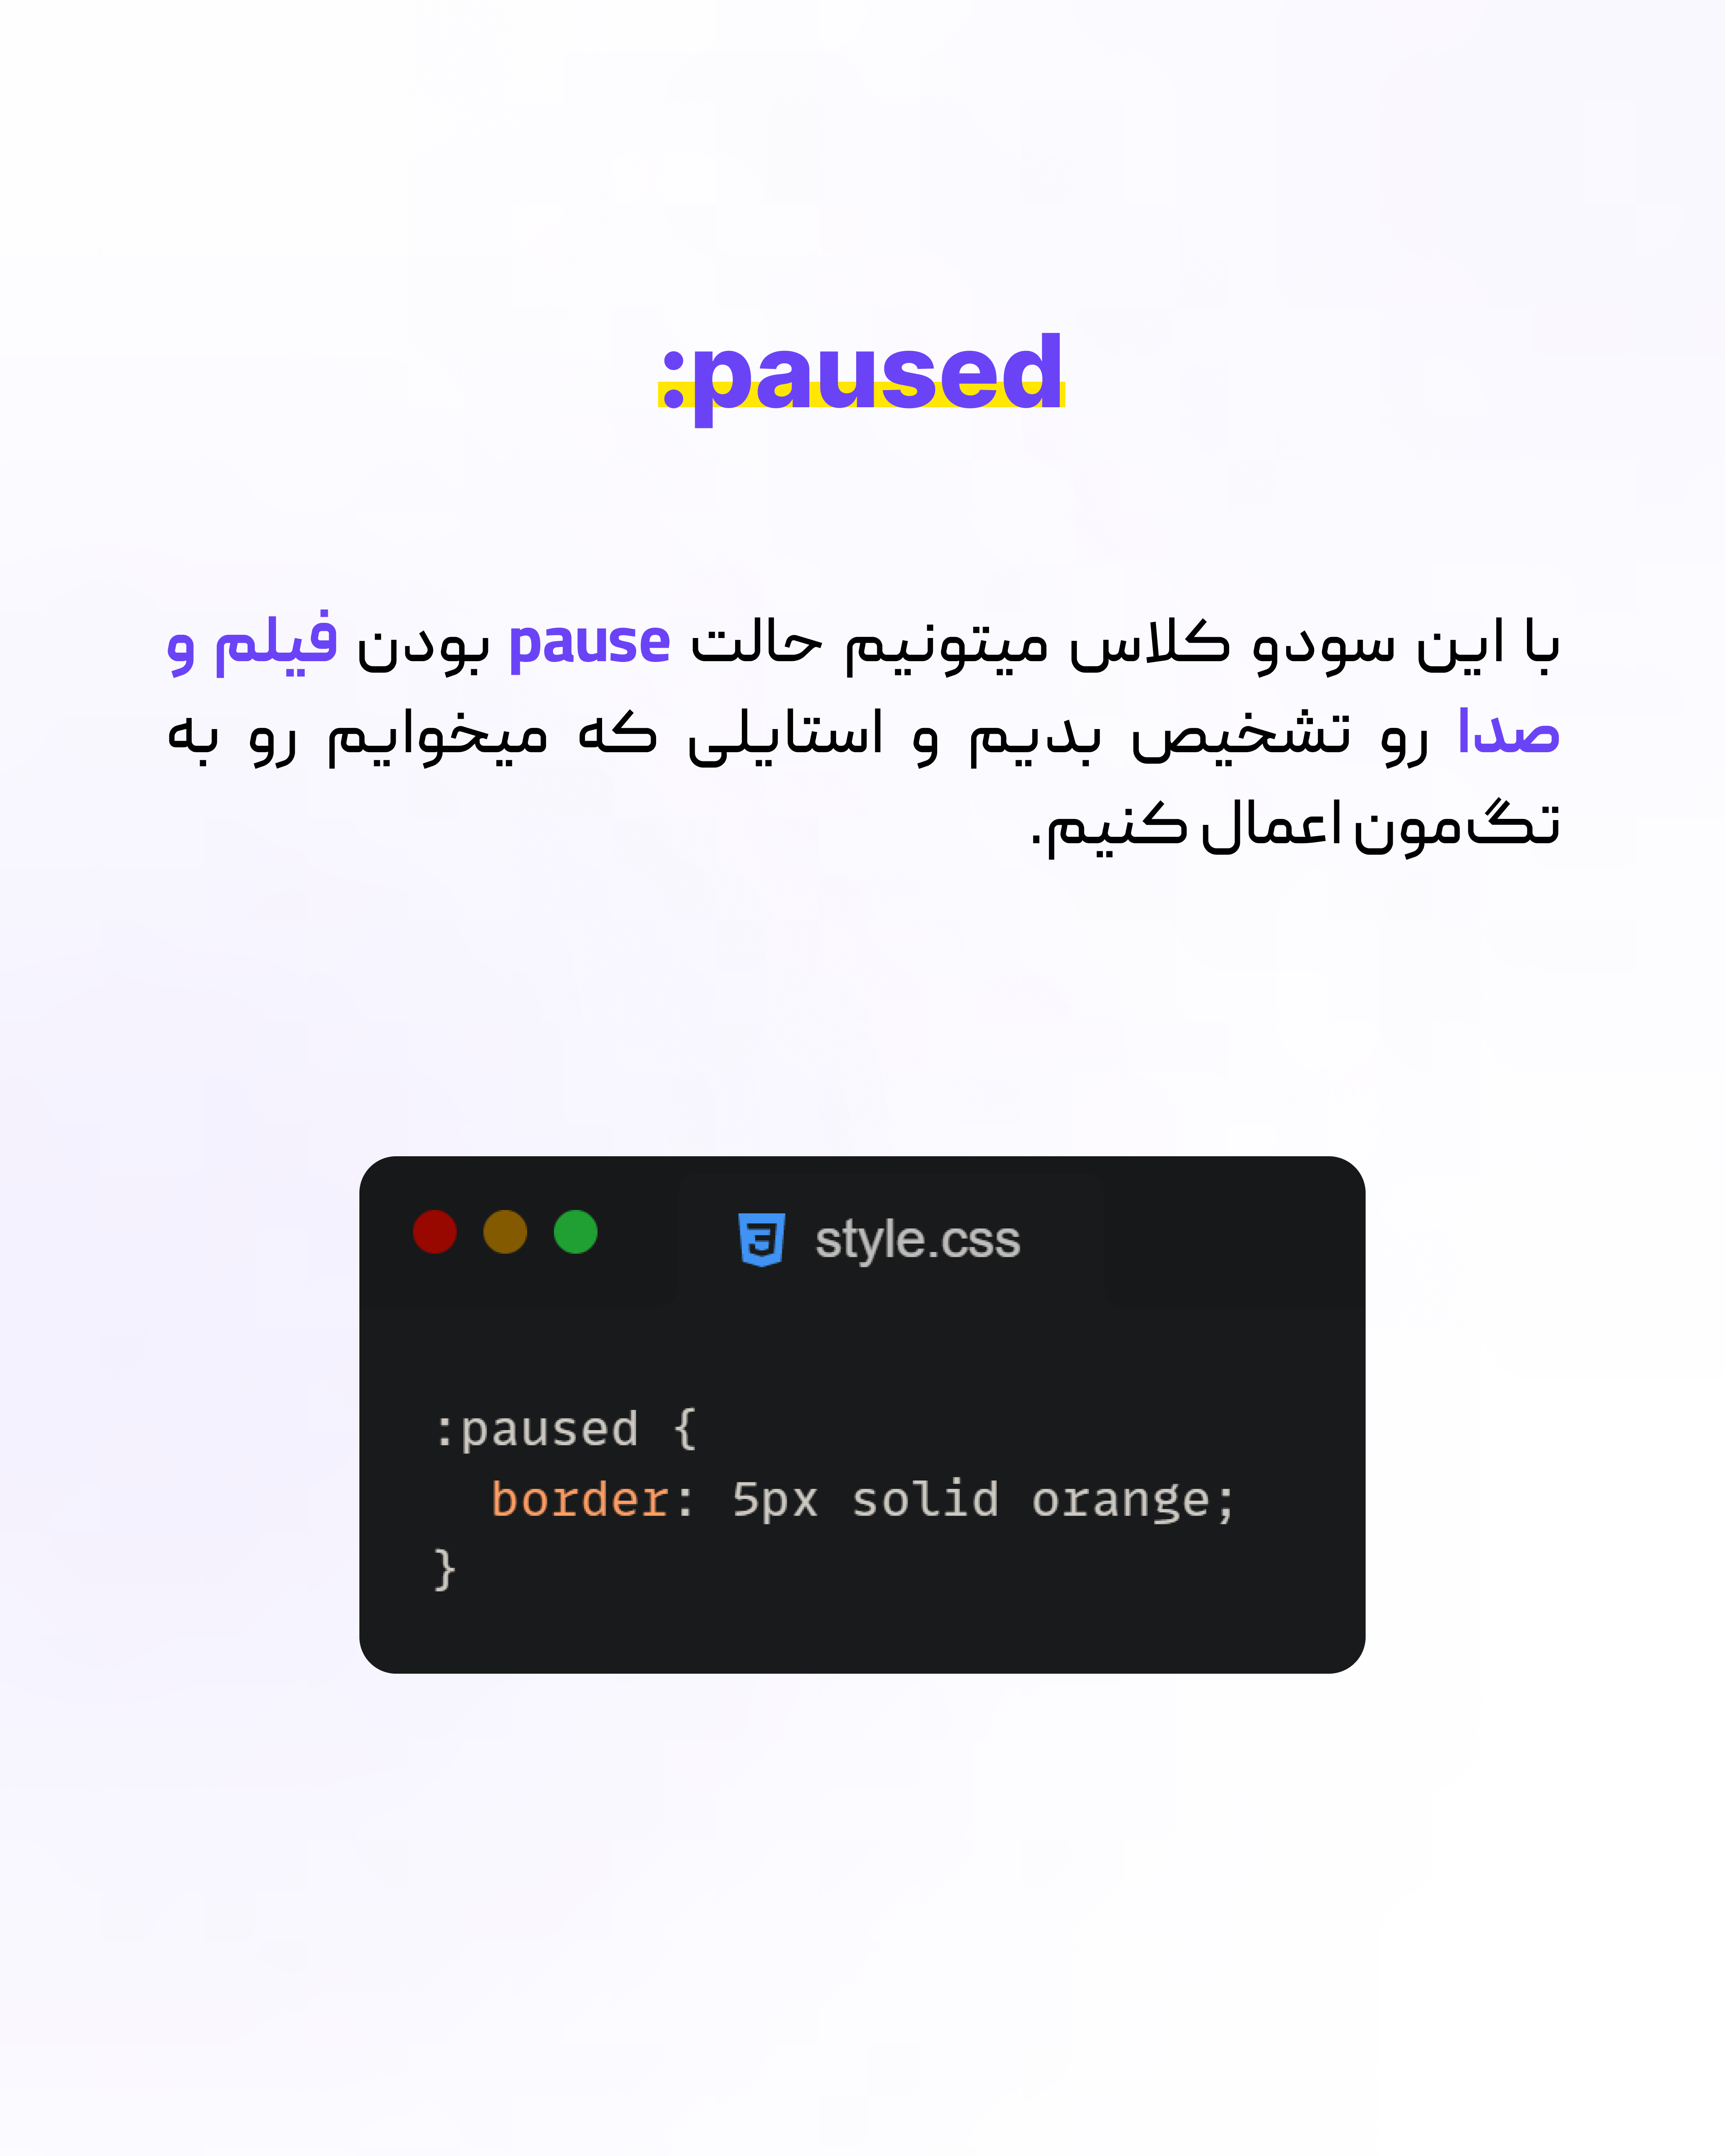 :paused
با این سودو کلاس میتونیم حالت pause بودن فیلم و
صدا رو تشخیص بدیم و استایلی که میخوایم رو به
تگ‌مون اعمال کنیم.
style.css
:paused {
  border: 5px solid orange;
}